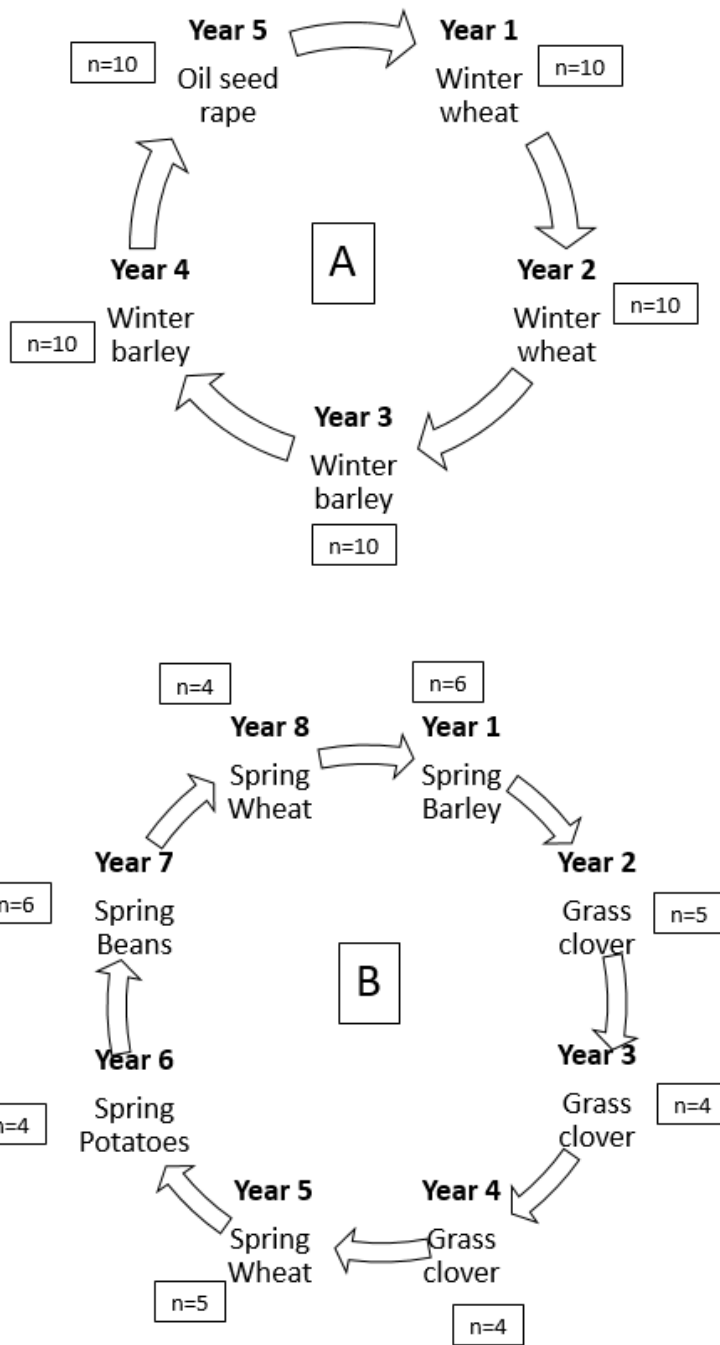 Year 5
n=10
Oil seed
rape
Year 1
n=10
Winter
wheat
A
Year 4
n=10
Winter
barley
Year 2
n=10
Winter
wheat
Year 3
Winter
barley
n=10
n=4
Year 8
Spring
Wheat
n=6
Year 1
Spring
Barley
Year 7
n=6
Spring
Beans
Year 2
Grass
clover
n=5
B
Year 6
Spring
Potatoes
n=4
Year 3
Grass
clover
n=4
Year 5
Spring
Wheat
n=5
Year 4
Grass
clover
n=4